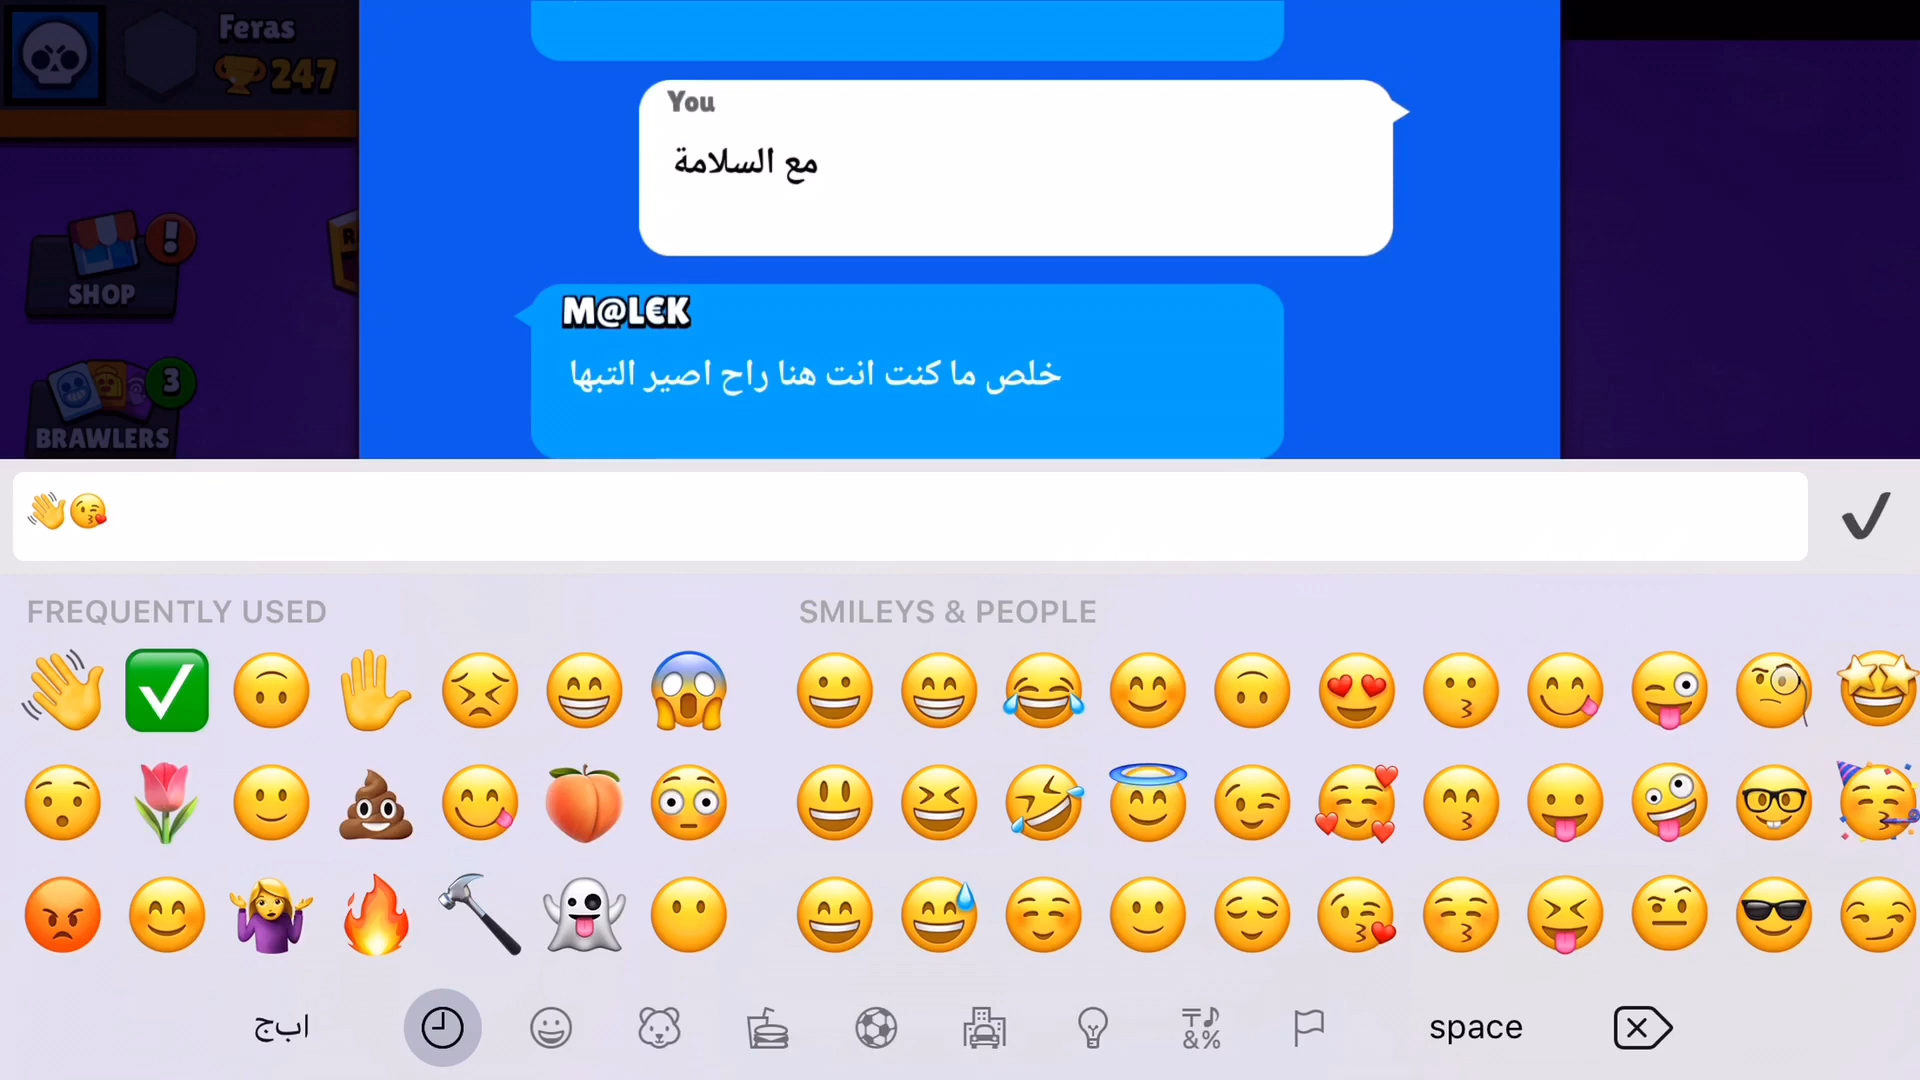 Feras
247
You
مع السلامة
SHOP
M@L€K
خلص ما كنت انت هنا راح اصير التبها
3
BRAWLERS
👋😘
FREQUENTLY USED
SMILEYS & PEOPLE
ابج
space